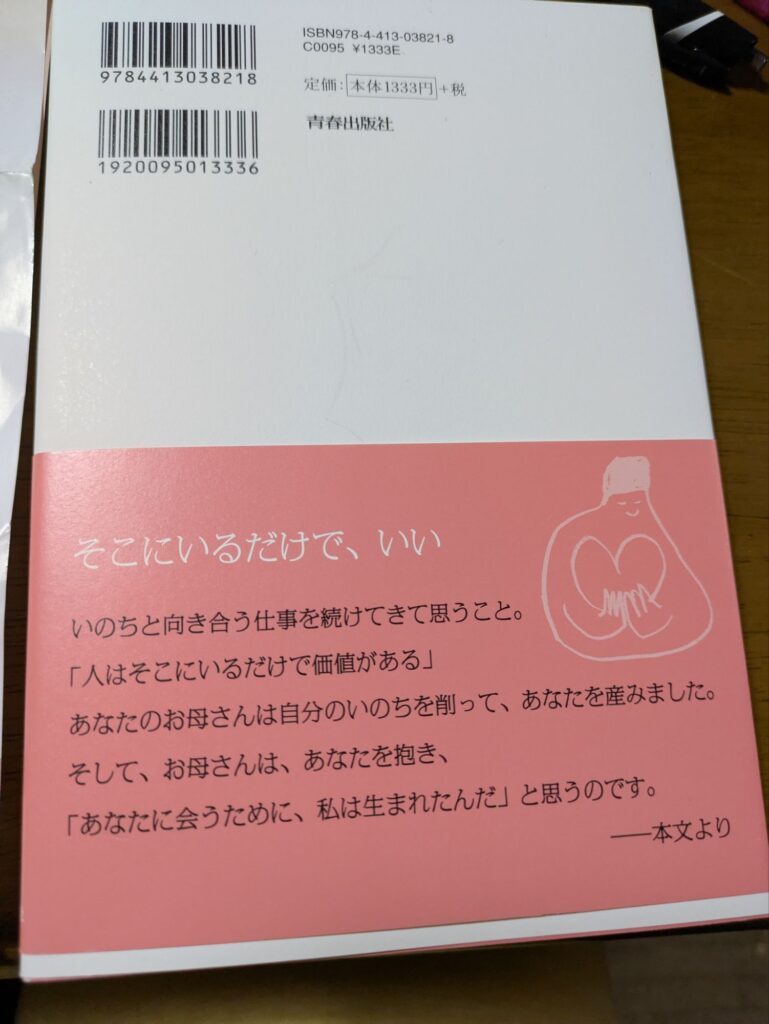 ISBN978-4-413-03821-8
C0095 ¥1333E
9784413038218
定価:本体1333円+税
青春出版社
1920095013336
そこにいるだけで、いい
いのちと向き合う仕事を続けてきて思うこと。
「人はそこにいるだけで価値がある」
あなたのお母さんは自分のいのちを削って、あなたを産みました。
そして、お母さんは、あなたを抱き、
「あなたに会うために、私は生まれたんだ」と思うのです。
──本文より